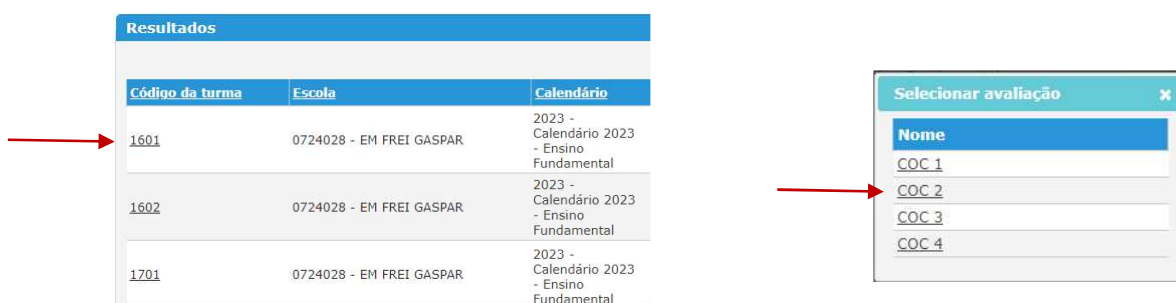 Resultados
Código da turma Escola Calendário
1601 0724028 - EM FREI GASPAR 2023 -
Calendário 2023
- Ensino
Fundamental
1602 0724028 - EM FREI GASPAR 2023 -
Calendário 2023
- Ensino
Fundamental
1701 0724028 - EM FREI GASPAR 2023 -
Calendário 2023
- Ensino
Fundamental
Selecionar avaliação ×
Nome
COC 1
COC 2
COC 3
COC 4